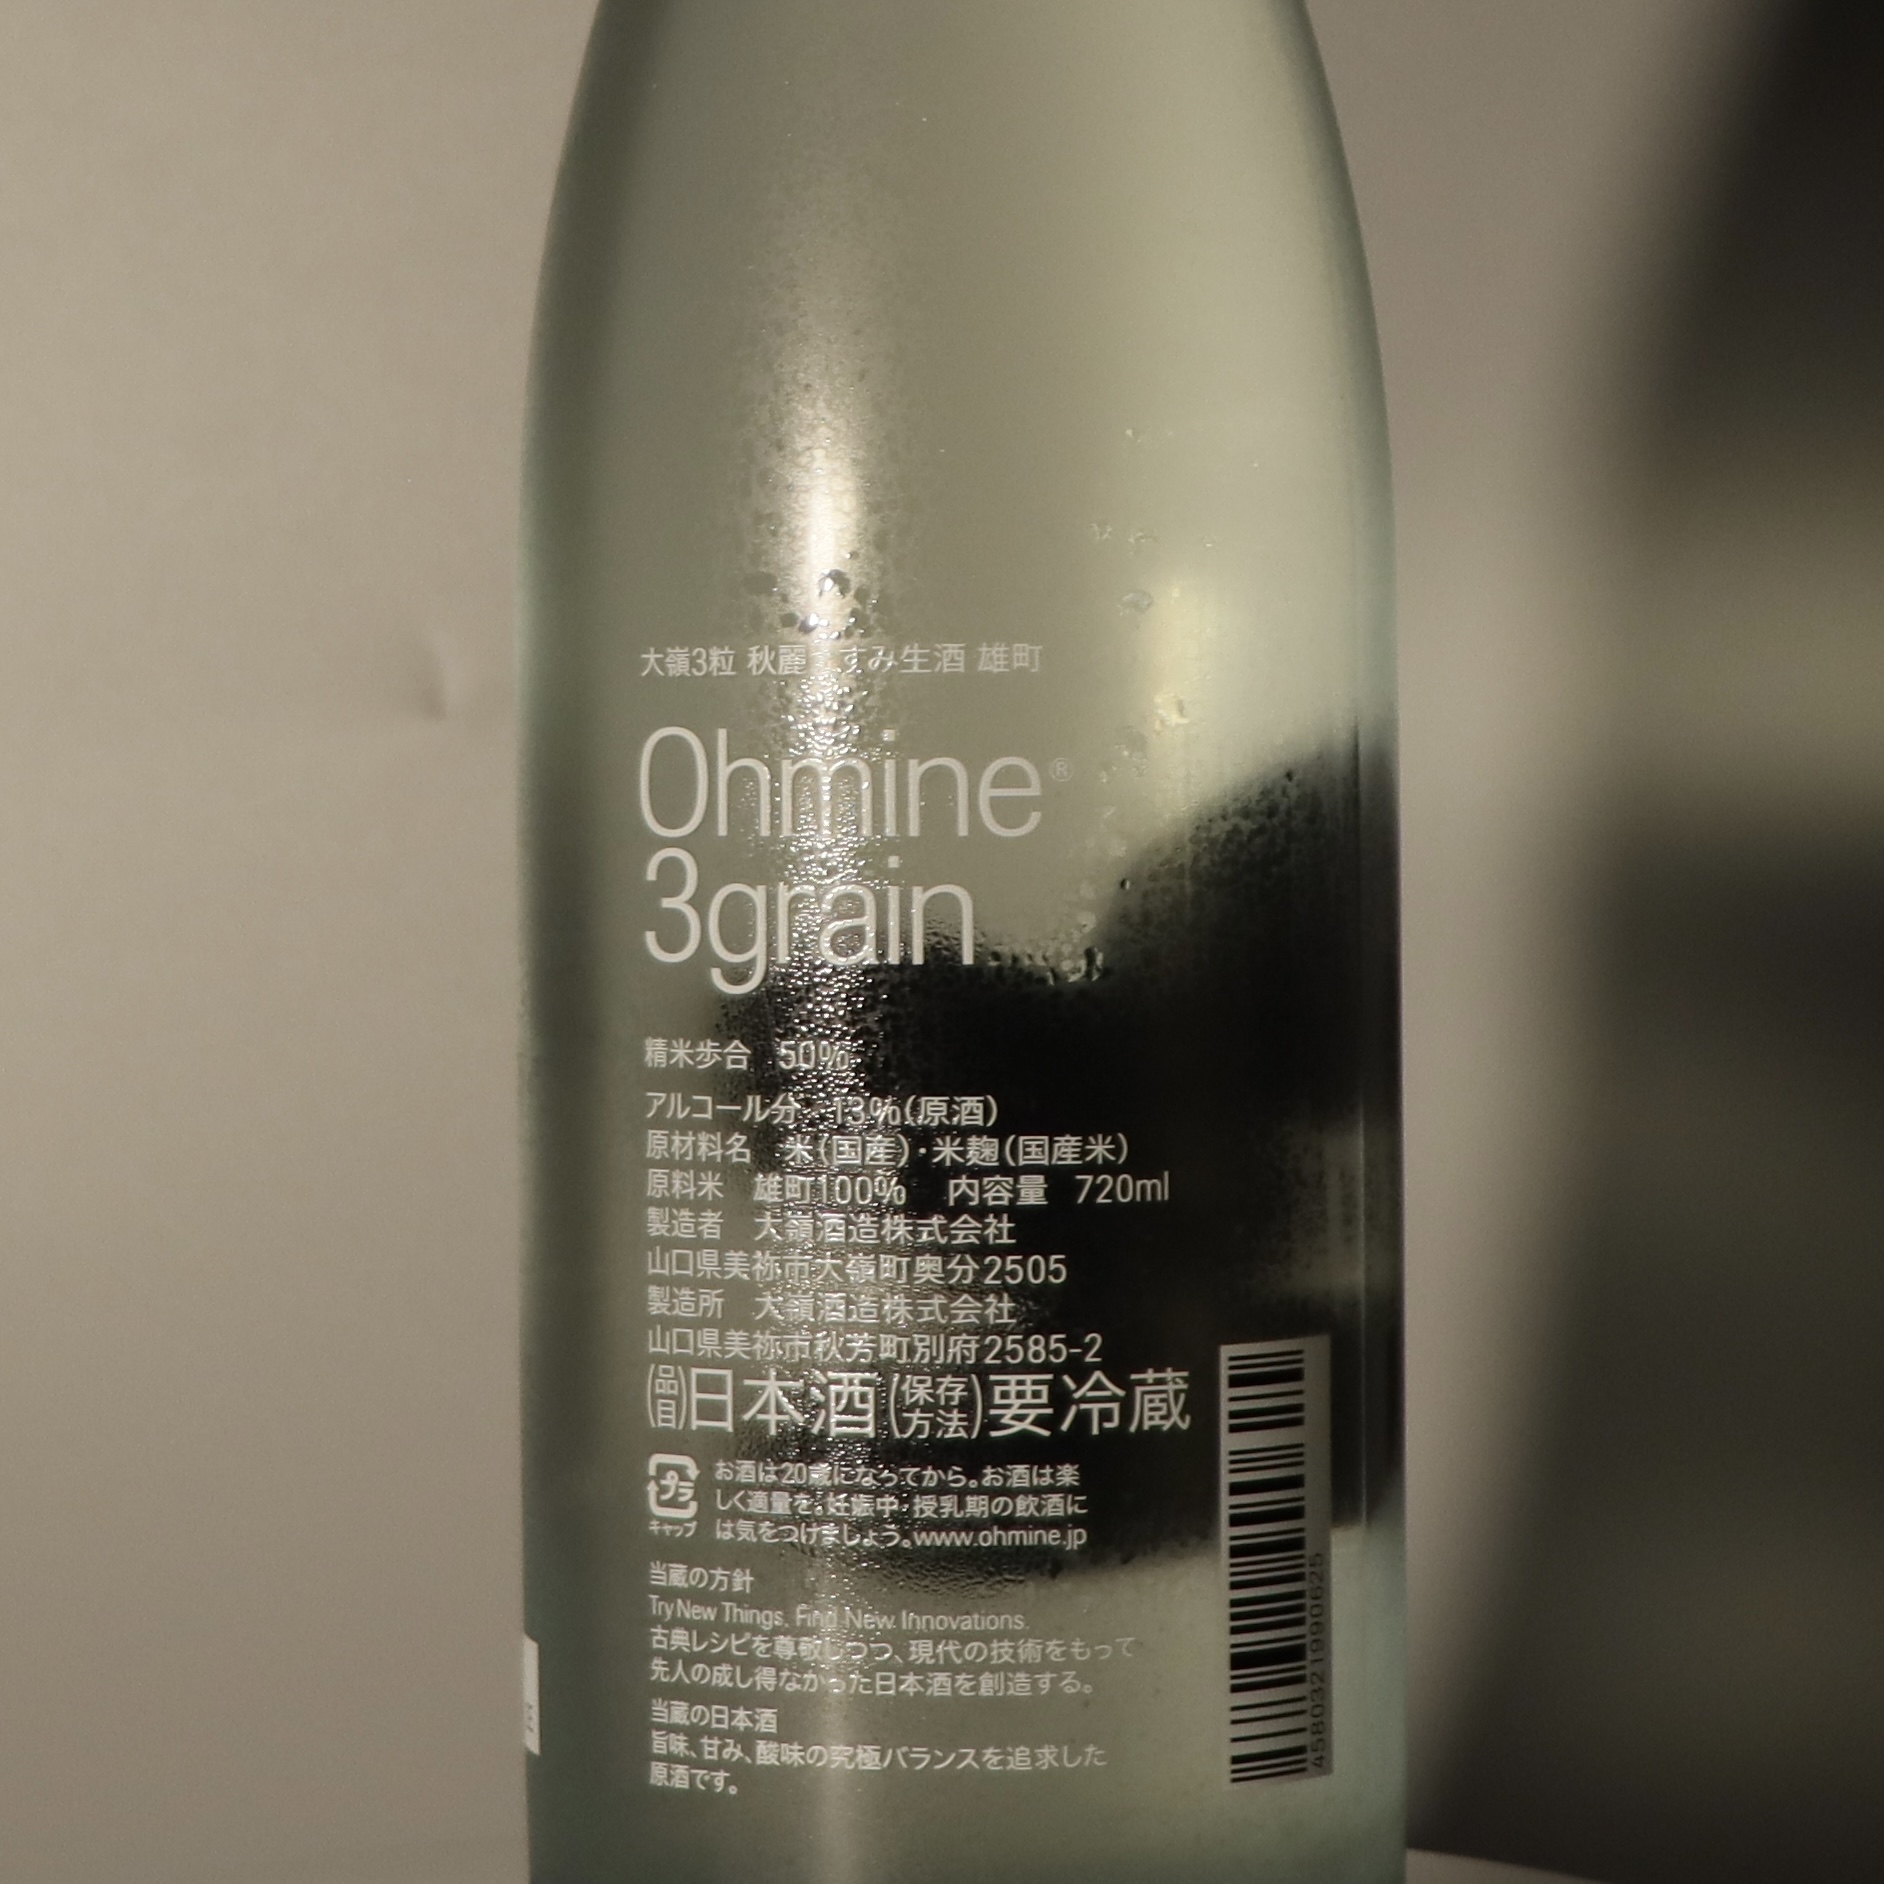 大嶺3粒 秋麗 すみ生酒 雄町
Ohmine®
3grain
精米歩合 50%
アルコール分 13%(原酒)
原材料名 米(国産)・米麹(国産米)
原料米 雄町100% 内容量 720ml
製造者 大嶺酒造株式会社
山口県美祢市大嶺町奥分2505
製造所 大嶺酒造株式会社
山口県美祢市秋芳町別府2585-2
(品目)日本酒(保存方法)要冷蔵
プラ
キャップ
お酒は20歳になってから。お酒は楽
しく適量を。妊娠中・授乳期の飲酒に
は気をつけましょう。www.ohmine.jp
当蔵の方針
Try New Things. Find New Innovations.
古典レシピを尊敬しつつ、現代の技術をもって
先人の成し得なかった日本酒を創造する。
当蔵の日本酒
旨味、甘み、酸味の究極バランスを追求した
原酒です。
4580321990625